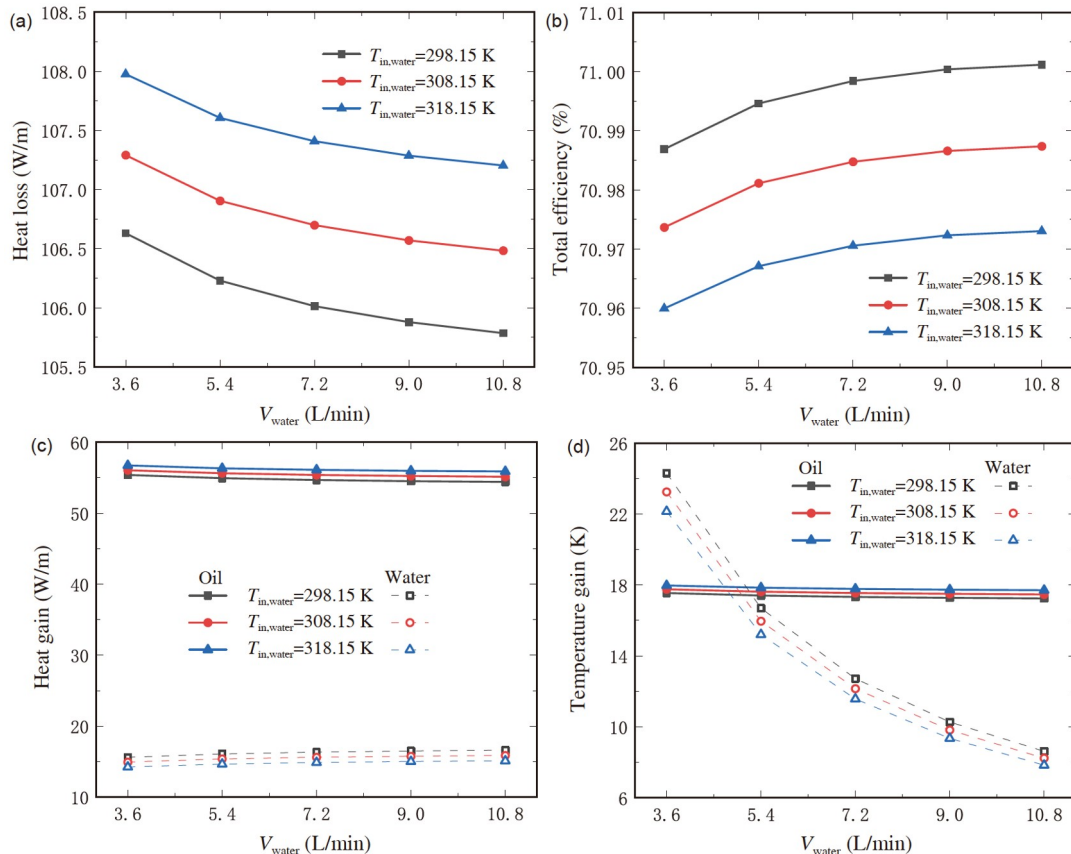 (a)
108.5
108.0
107.5
107.0
106.5
106.0
105.5
Heat loss (W/m)
T_in,water=298.15 K
T_in,water=308.15 K
T_in,water=318.15 K
3.6 5.4 7.2 9.0 10.8
V_water (L/min)
(b)
71.01
71.00
70.99
70.98
70.97
70.96
70.95
Total efficiency (%)
T_in,water=298.15 K
T_in,water=308.15 K
T_in,water=318.15 K
3.6 5.4 7.2 9.0 10.8
V_water (L/min)
(c)
60
50
40
30
20
10
Heat gain (W/m)
Oil Water
T_in,water=298.15 K
T_in,water=308.15 K
T_in,water=318.15 K
3.6 5.4 7.2 9.0 10.8
V_water (L/min)
(d)
26
22
18
14
10
6
Temperature gain (K)
Oil Water
T_in,water=298.15 K
T_in,water=308.15 K
T_in,water=318.15 K
3.6 5.4 7.2 9.0 10.8
V_water (L/min)